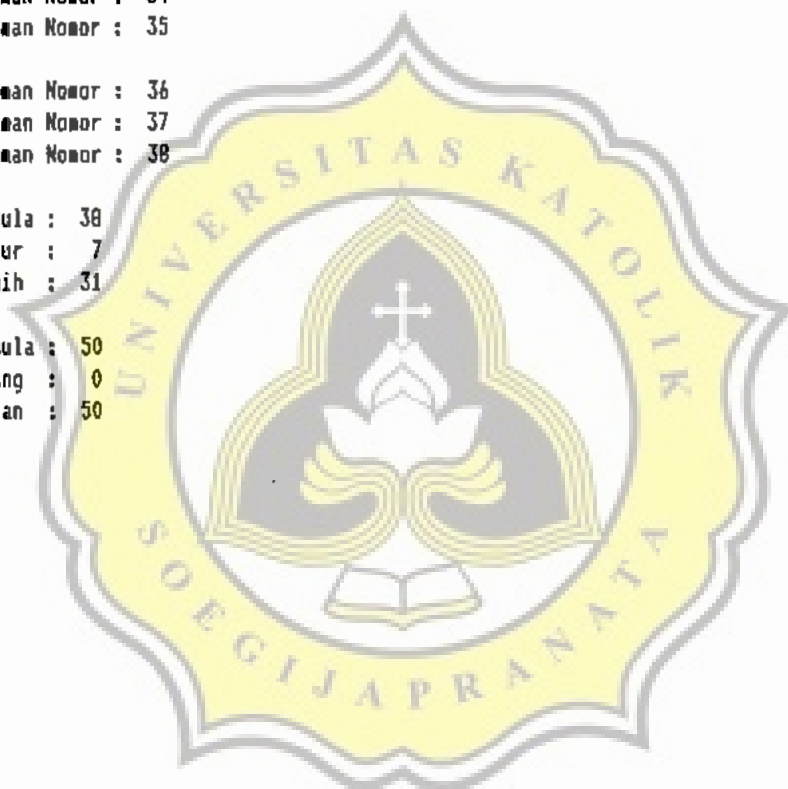 man Nomor : 35
man Nomor : 36
man Nomor : 37
man Nomor : 38
ula : 38
ur : 7
ih : 31
ula : 50
ng : 0
an : 50
UNIVERSITAS KATOLIK
SOEGIJAPRANATA